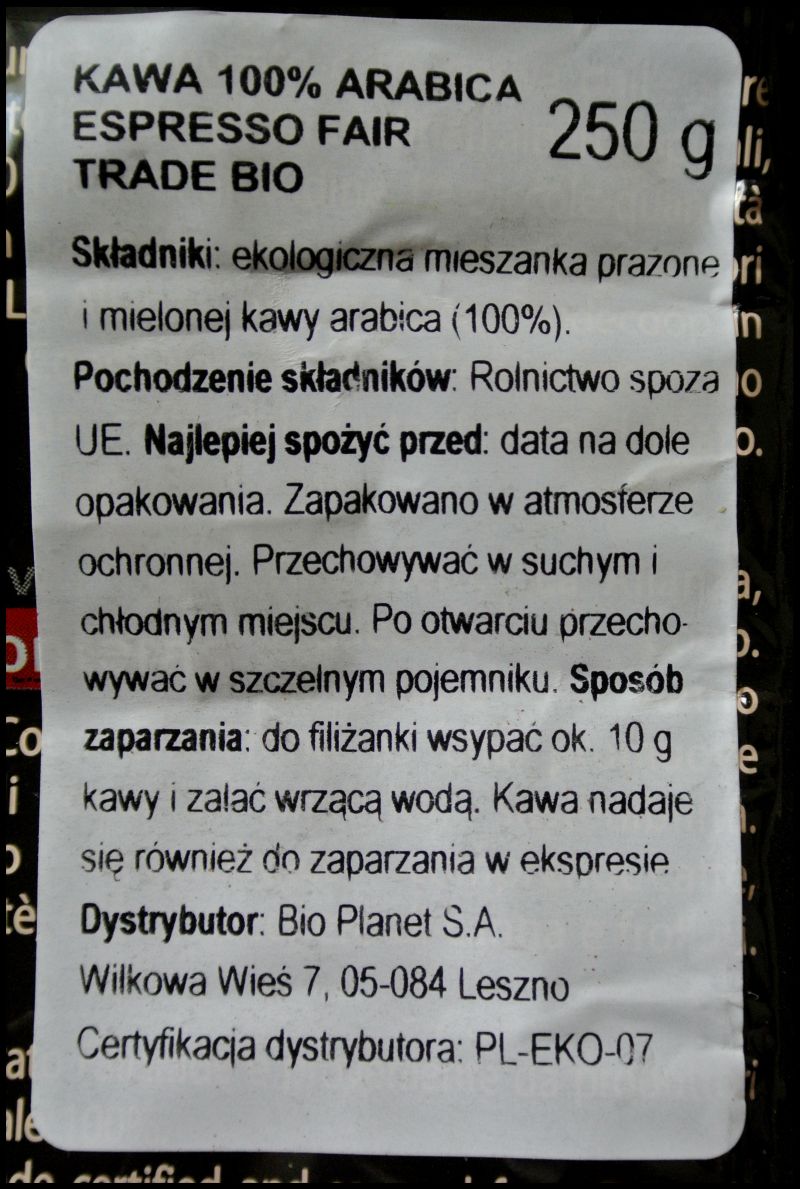 KAWA 100% ARABICA
ESPRESSO FAIR
TRADE BIO
250 g
Składniki: ekologiczna mieszanka prażone
i mielonej kawy arabica (100%).
Pochodzenie składników: Rolnictwo spoza
UE. Najlepiej spożyć przed: data na dole
opakowania. Zapakowano w atmosferze
ochronnej. Przechowywać w suchym i
chłodnym miejscu. Po otwarciu przecho-
wywać w szczelnym pojemniku. Sposób
zaparzania: do filiżanki wsypać ok. 10 g
kawy i zalać wrzącą wodą. Kawa nadaje
się również do zaparzania w ekspresie
Dystrybutor: Bio Planet S.A.
Wilkowa Wieś 7, 05-084 Leszno
Certyfikacja dystrybutora: PL-EKO-07